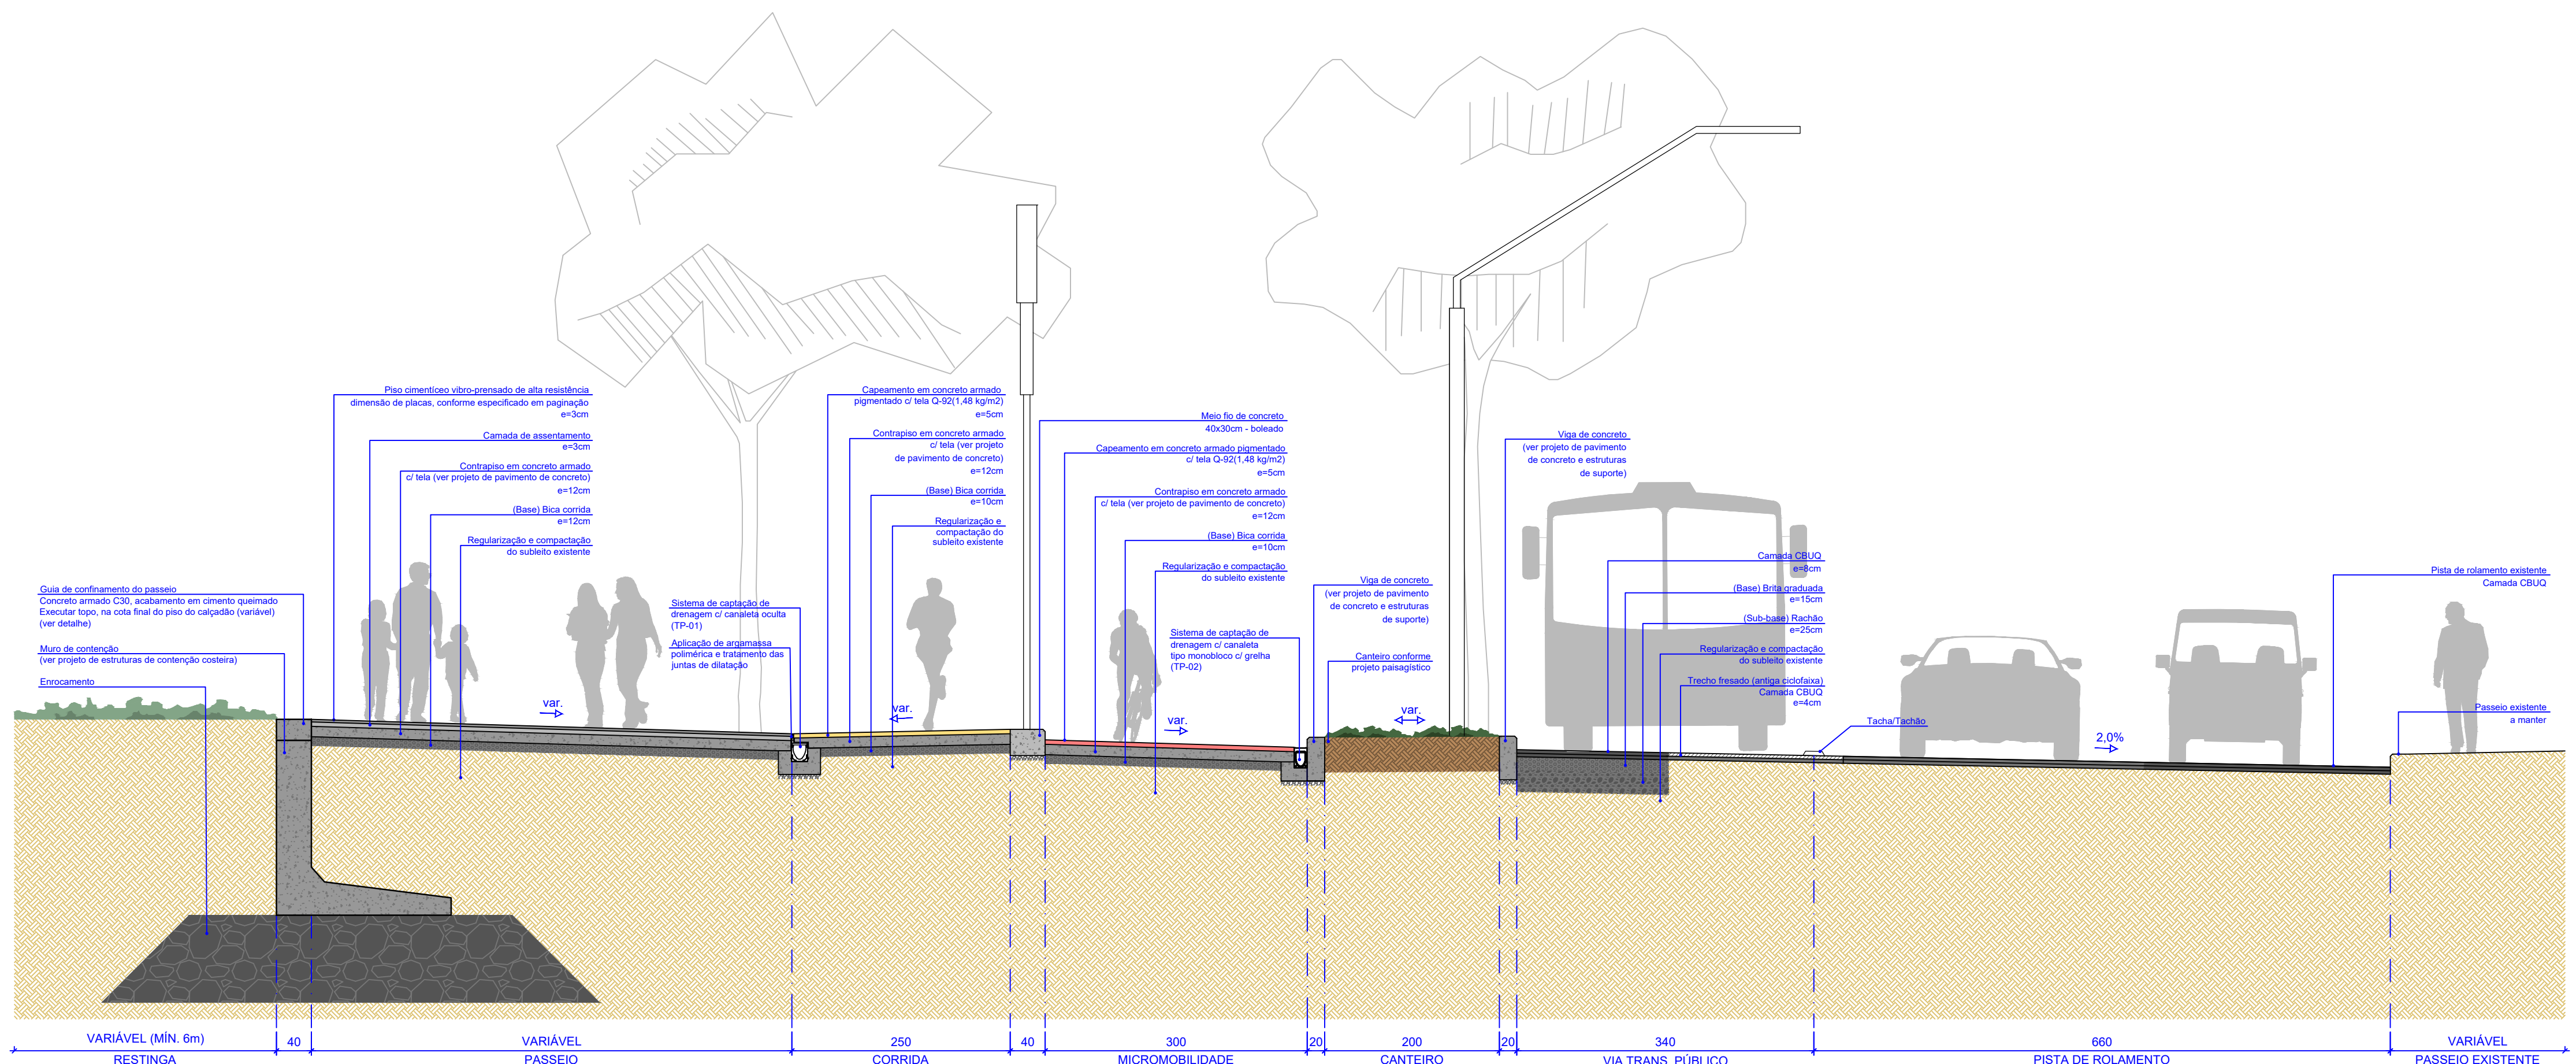 Piso cimentíceo vibro-prensado de alta resistência
dimensão de placas, conforme especificado em paginação
e=3cm
Camada de assentamento
e=3cm
Contrapiso em concreto armado
c/ tela (ver projeto de pavimento de concreto)
e=12cm
(Base) Bica corrida
e=12cm
Regularização e compactação
do subleito existente
Guia de confinamento do passeio
Concreto armado C30, acabamento em cimento queimado
Executar topo, na cota final do piso do calçadão (variável)
(ver detalhe)
Muro de contenção
(ver projeto de estruturas de contenção costeira)
Enrocamento
var.
Sistema de captação de
drenagem c/ canaleta oculta
(TP-01)
Aplicação de argamassa
polimérica e tratamento das
juntas de dilatação
Capeamento em concreto armado
pigmentado c/ tela Q-92(1,48 kg/m2)
e=5cm
Contrapiso em concreto armado
c/ tela (ver projeto
de pavimento de concreto)
e=12cm
(Base) Bica corrida
e=10cm
Regularização e
compactação do
subleito existente
var.
Meio fio de concreto
40x30cm - boleado
Capeamento em concreto armado pigmentado
c/ tela Q-92(1,48 kg/m2)
e=5cm
Contrapiso em concreto armado
c/ tela (ver projeto de pavimento de concreto)
e=12cm
(Base) Bica corrida
e=10cm
Regularização e compactação
do subleito existente
Sistema de captação de
drenagem c/ canaleta
tipo monobloco c/ grelha
(TP-02)
var.
Viga de concreto
(ver projeto de pavimento
de concreto e estruturas
de suporte)
Canteiro conforme
projeto paisagístico
var.
Viga de concreto
(ver projeto de pavimento
de concreto e estruturas
de suporte)
Camada CBUQ
e=8cm
(Base) Brita graduada
e=15cm
(Sub-base) Rachão
e=25cm
Regularização e compactação
do subleito existente
Trecho fresado (antiga ciclofaixa)
Camada CBUQ
e=4cm
Tacha/Tachão
2,0%
Pista de rolamento existente
Camada CBUQ
Passeio existente
a manter
VARIÁVEL (MÍN. 6m) 40 VARIÁVEL 250 40 300 20 200 20 340 660 VARIÁVEL
RESTINGA PASSEIO CORRIDA MICROMOBILIDADE CANTEIRO VIA TRANS. PÚBLICO PISTA DE ROLAMENTO PASSEIO EXISTENTE